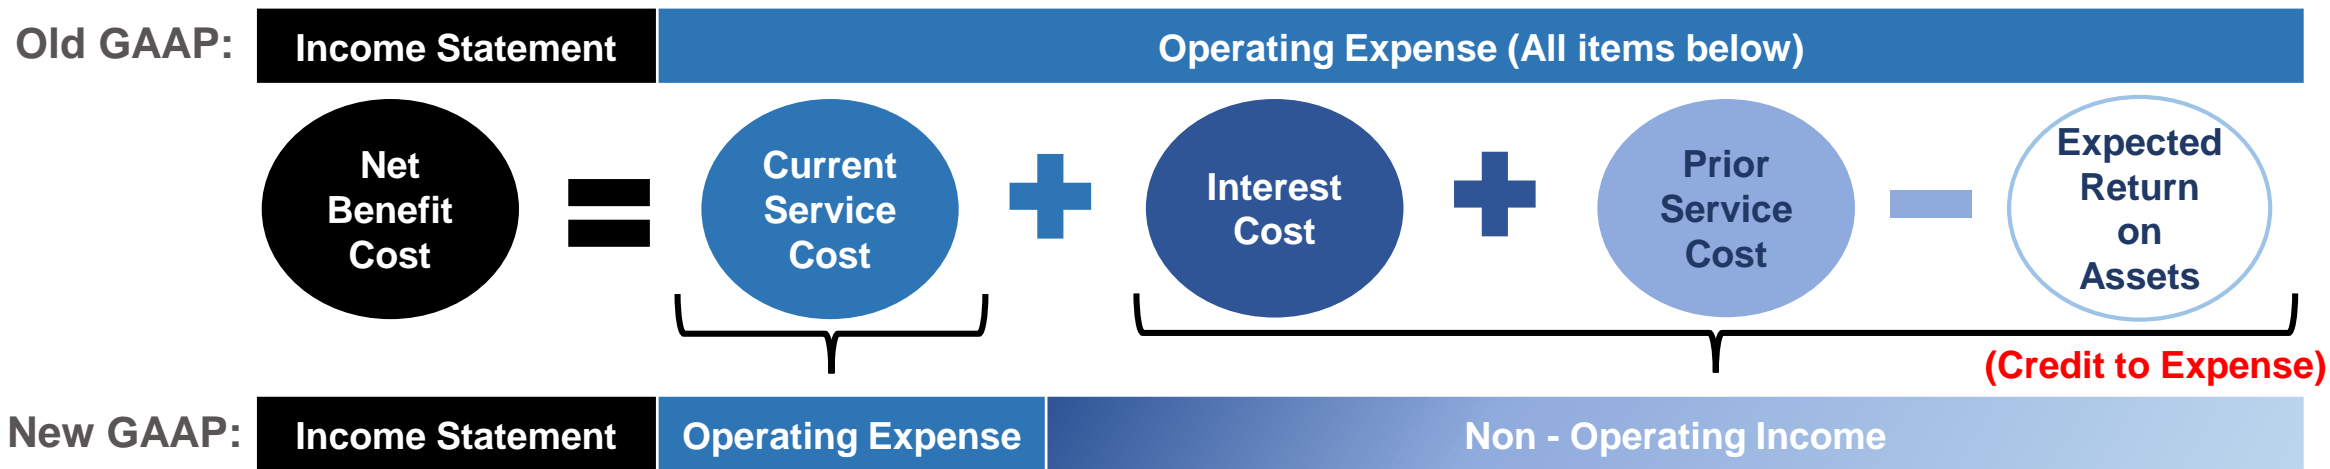 Old GAAP:
Income Statement
Operating Expense (All items below)
Net
Benefit
Cost
Current
Service
Cost
Interest
Cost
Prior
Service
Cost
Expected
Return
on
Assets
(Credit to Expense)
New GAAP:
Income Statement
Operating Expense
Non - Operating Income